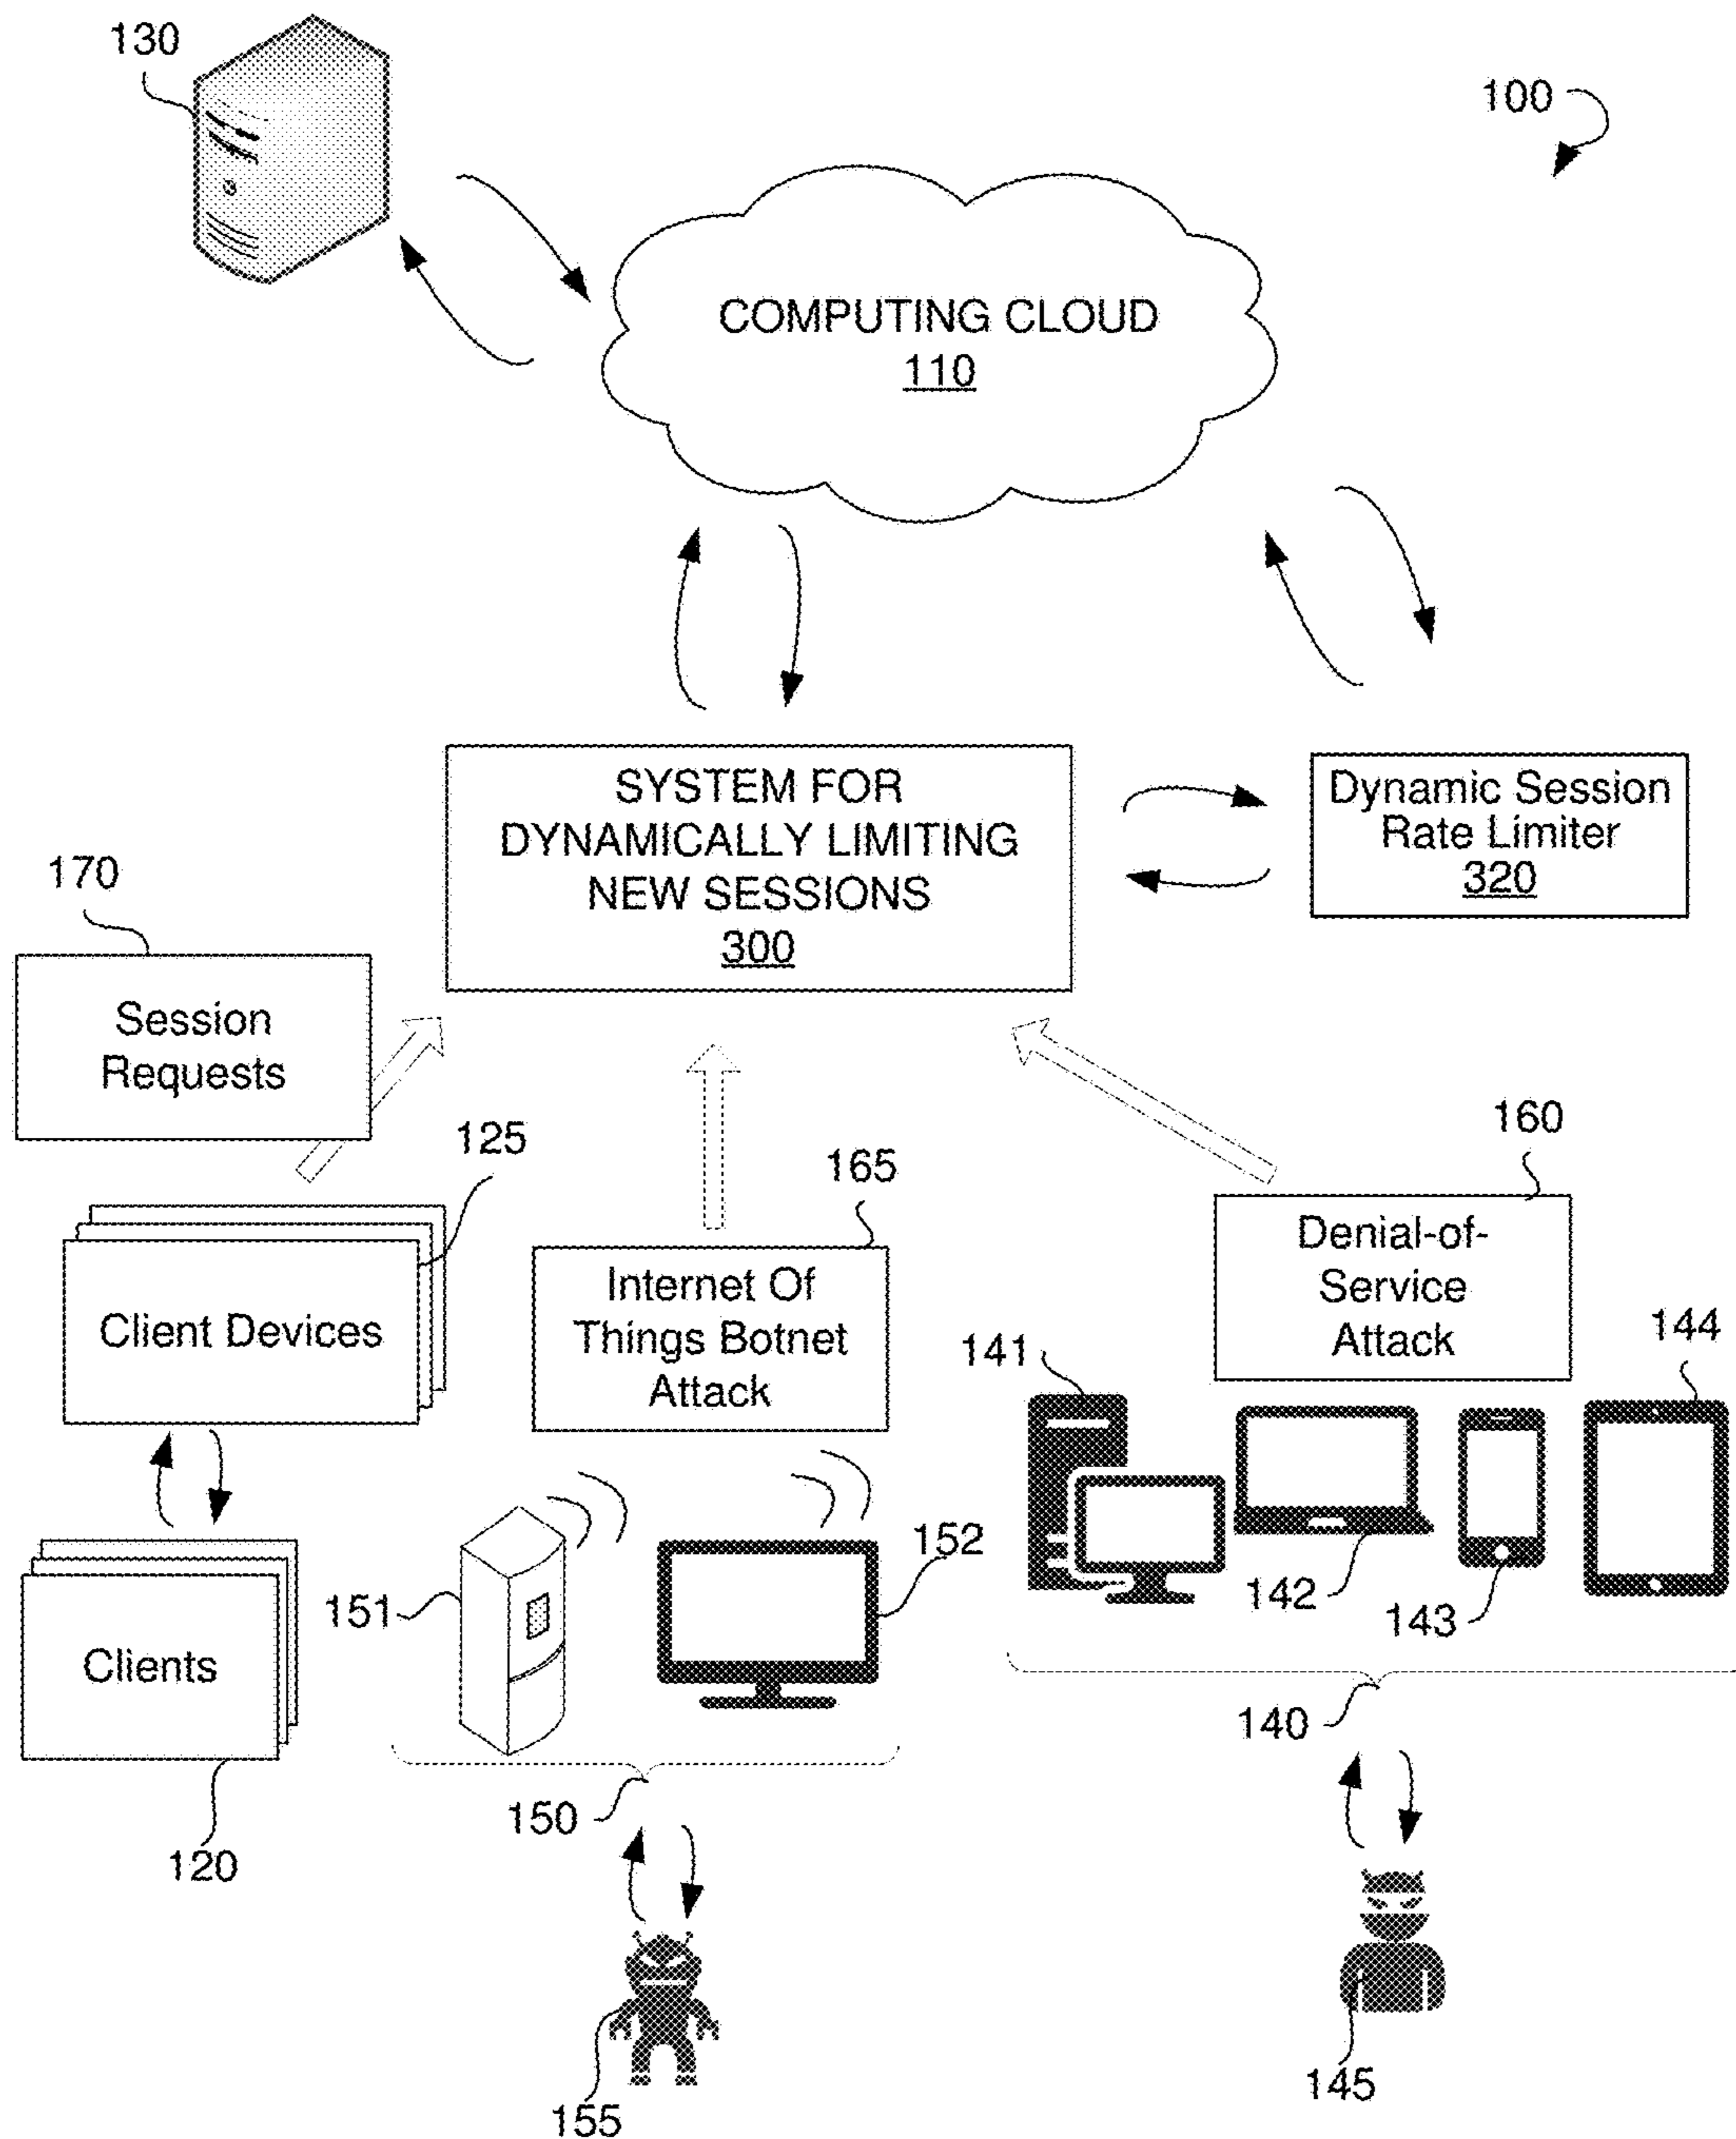 130
100
COMPUTING CLOUD
110
SYSTEM FOR
DYNAMICALLY LIMITING
NEW SESSIONS
300
Dynamic Session
Rate Limiter
320
170
Session
Requests
125
165
160
Client Devices
Internet Of
Things Botnet
Attack
Denial-of-
Service
Attack
141
144
152
151
142
143
Clients
140
150
120
155
145